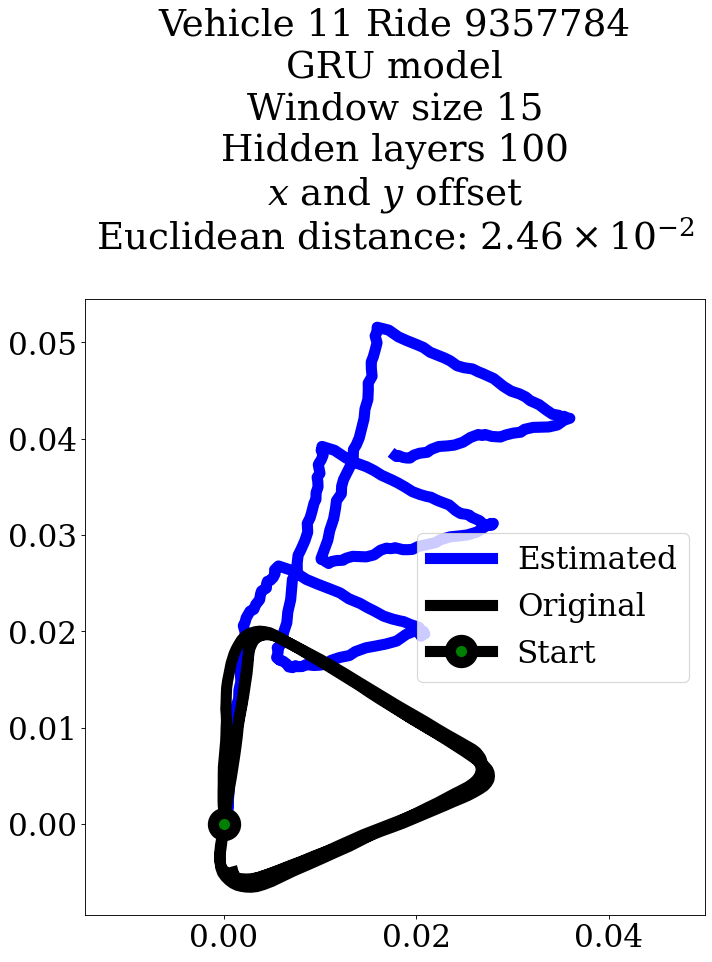 Vehicle 11 Ride 9357784
GRU model
Window size 15
Hidden layers 100
x and y offset
Euclidean distance: 2.46 × 10⁻²
0.05
0.04
0.03
0.02
0.01
0.00
Estimated
Original
Start
0.00 0.02 0.04